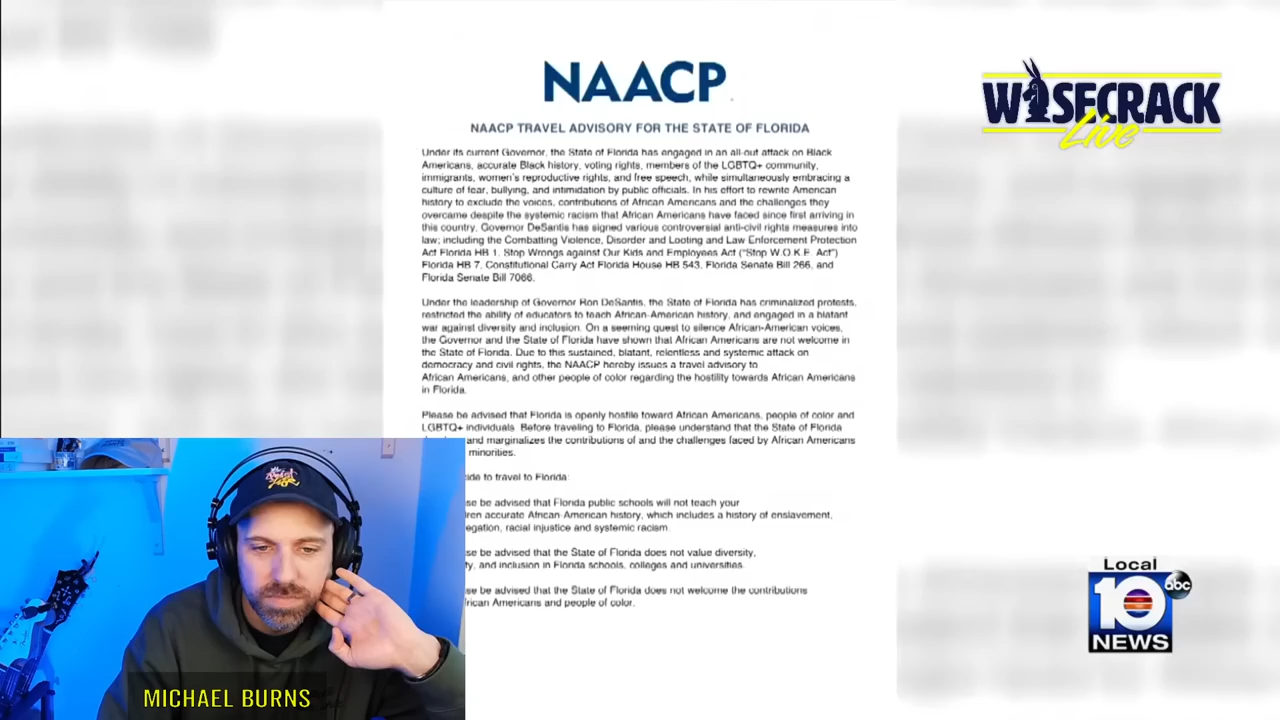 NAACP
WISECRACK
Live
NAACP TRAVEL ADVISORY FOR THE STATE OF FLORIDA
Under its current Governor, the State of Florida has engaged in an all-out attack on Black
Americans, accurate Black history, voting rights, members of the LGBTQ+ community,
immigrants, women's reproductive rights, and free speech, while simultaneously embracing a
culture of fear, bullying, and intimidation by public officials. In his effort to rewrite American
history to exclude the voices, contributions of African Americans and the challenges they
overcame despite the systemic racism that African Americans have faced since first arriving in
this country, Governor DeSantis has signed various controversial anti-civil rights measures into
law; including the Combatting Violence, Disorder and Looting and Law Enforcement Protection
Act Florida HB 1, Stop Wrongs against Our Kids and Employees Act ("Stop W.O.K.E. Act")
Florida HB 7, Constitutional Carry Act Florida House HB 543, Florida Senate Bill 266, and
Florida Senate Bill 7066.
Under the leadership of Governor Ron DeSantis, the State of Florida has criminalized protests,
restricted the ability of educators to teach African-American history, and engaged in a blatant
war against diversity and inclusion. On a seeming quest to silence African-American voices,
the Governor and the State of Florida have shown that African Americans are not welcome in
the State of Florida. Due to this sustained, blatant, relentless and systemic attack on
democracy and civil rights, the NAACP hereby issues a travel advisory to
African Americans, and other people of color regarding the hostility towards African Americans
in Florida.
Please be advised that Florida is openly hostile toward African Americans, people of color and
LGBTQ+ individuals. Before traveling to Florida, please understand that the State of Florida
and marginalizes the contributions of and the challenges faced by African Americans
minorities.
ide to travel to Florida:
se be advised that Florida public schools will not teach your
ren accurate African-American history, which includes a history of enslavement,
egation, racial injustice and systemic racism.
se be advised that the State of Florida does not value diversity,
ty, and inclusion in Florida schools, colleges and universities.
se be advised that the State of Florida does not welcome the contributions
rican Americans and people of color.
Local
10
abc
NEWS
MICHAEL BURNS